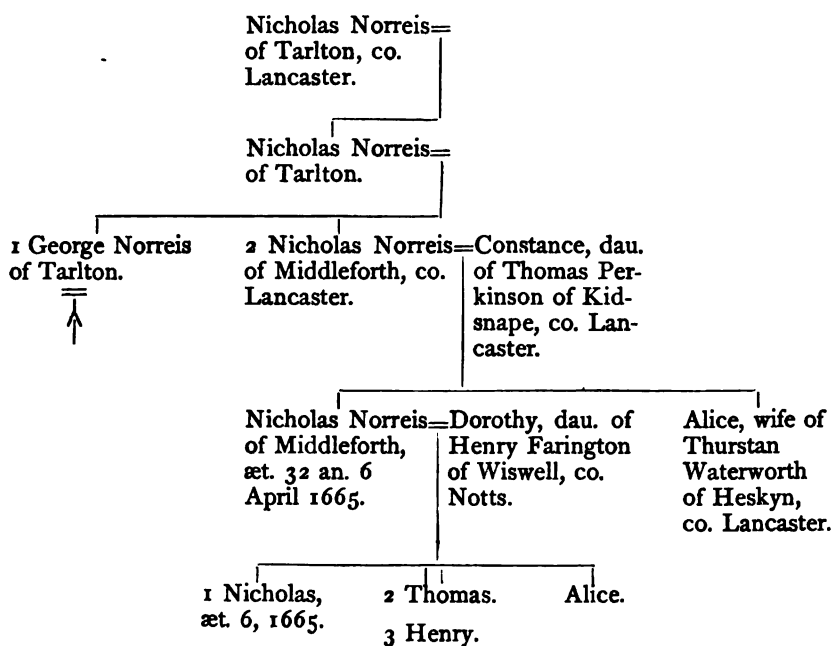 Nicholas Norreis=
of Tarlton, co.
Lancaster.
Nicholas Norreis=
of Tarlton.
1 George Norreis
of Tarlton.
=
2 Nicholas Norreis=
of Middleforth, co.
Lancaster.
Constance, dau.
of Thomas Per-
kinson of Kid-
snape, co. Lan-
caster.
Nicholas Norreis=
of Middleforth,
æt. 32 an. 6
April 1665.
Dorothy, dau. of
Henry Farington
of Wiswell, co.
Notts.
Alice, wife of
Thurstan
Waterworth
of Heskyn,
co. Lancaster.
1 Nicholas,
æt. 6, 1665.
2 Thomas.
3 Henry.
Alice.